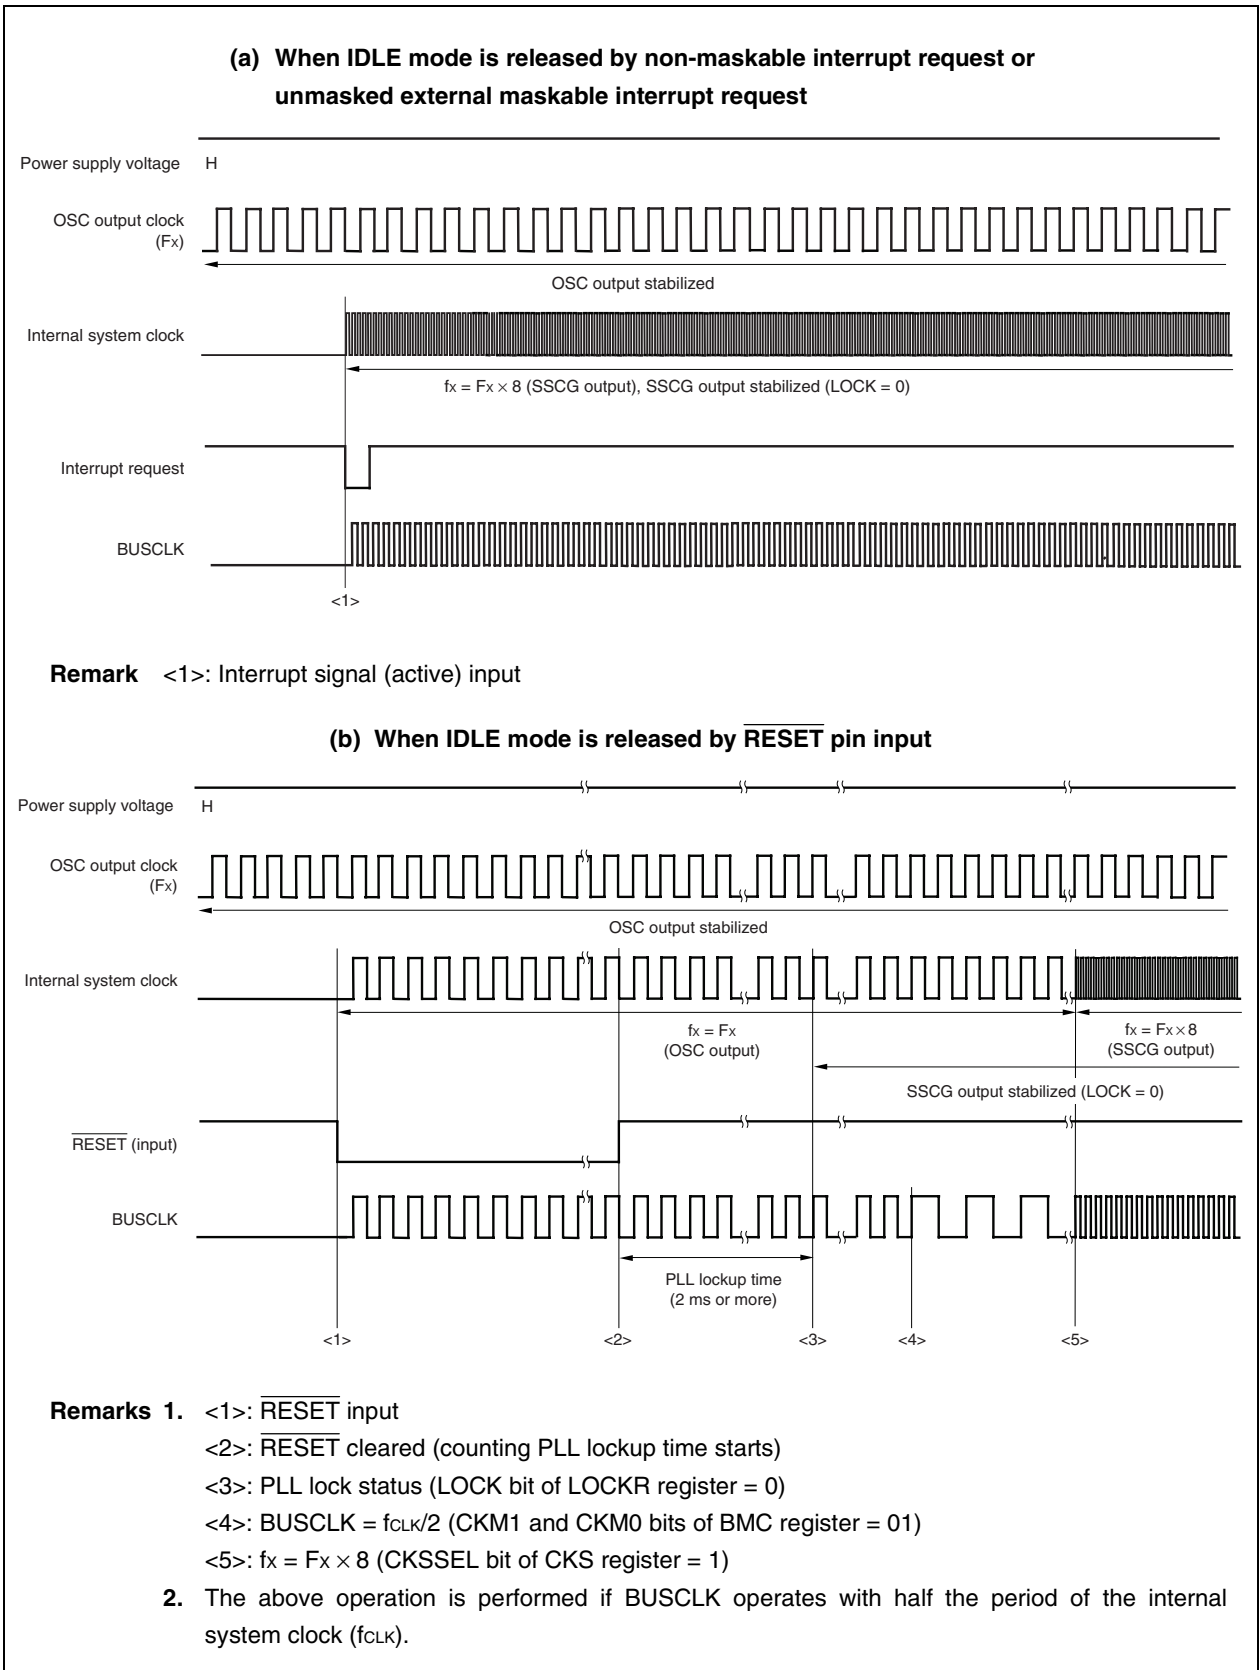 (a) When IDLE mode is released by non-maskable interrupt request or
unmasked external maskable interrupt request
Power supply voltage H
OSC output clock
(Fx)
OSC output stabilized
Internal system clock
fx = Fx × 8 (SSCG output), SSCG output stabilized (LOCK = 0)
Interrupt request
BUSCLK
<1>
Remark <1>: Interrupt signal (active) input
(b) When IDLE mode is released by RESET pin input
Power supply voltage H
OSC output clock
(Fx)
OSC output stabilized
Internal system clock
fx = Fx
(OSC output)
fx = Fx × 8
(SSCG output)
SSCG output stabilized (LOCK = 0)
RESET (input)
BUSCLK
PLL lockup time
(2 ms or more)
<1> <2> <3> <4> <5>
Remarks 1. <1>: RESET input
<2>: RESET cleared (counting PLL lockup time starts)
<3>: PLL lock status (LOCK bit of LOCKR register = 0)
<4>: BUSCLK = fCLK/2 (CKM1 and CKM0 bits of BMC register = 01)
<5>: fx = Fx × 8 (CKSSEL bit of CKS register = 1)
2. The above operation is performed if BUSCLK operates with half the period of the internal
system clock (fCLK).